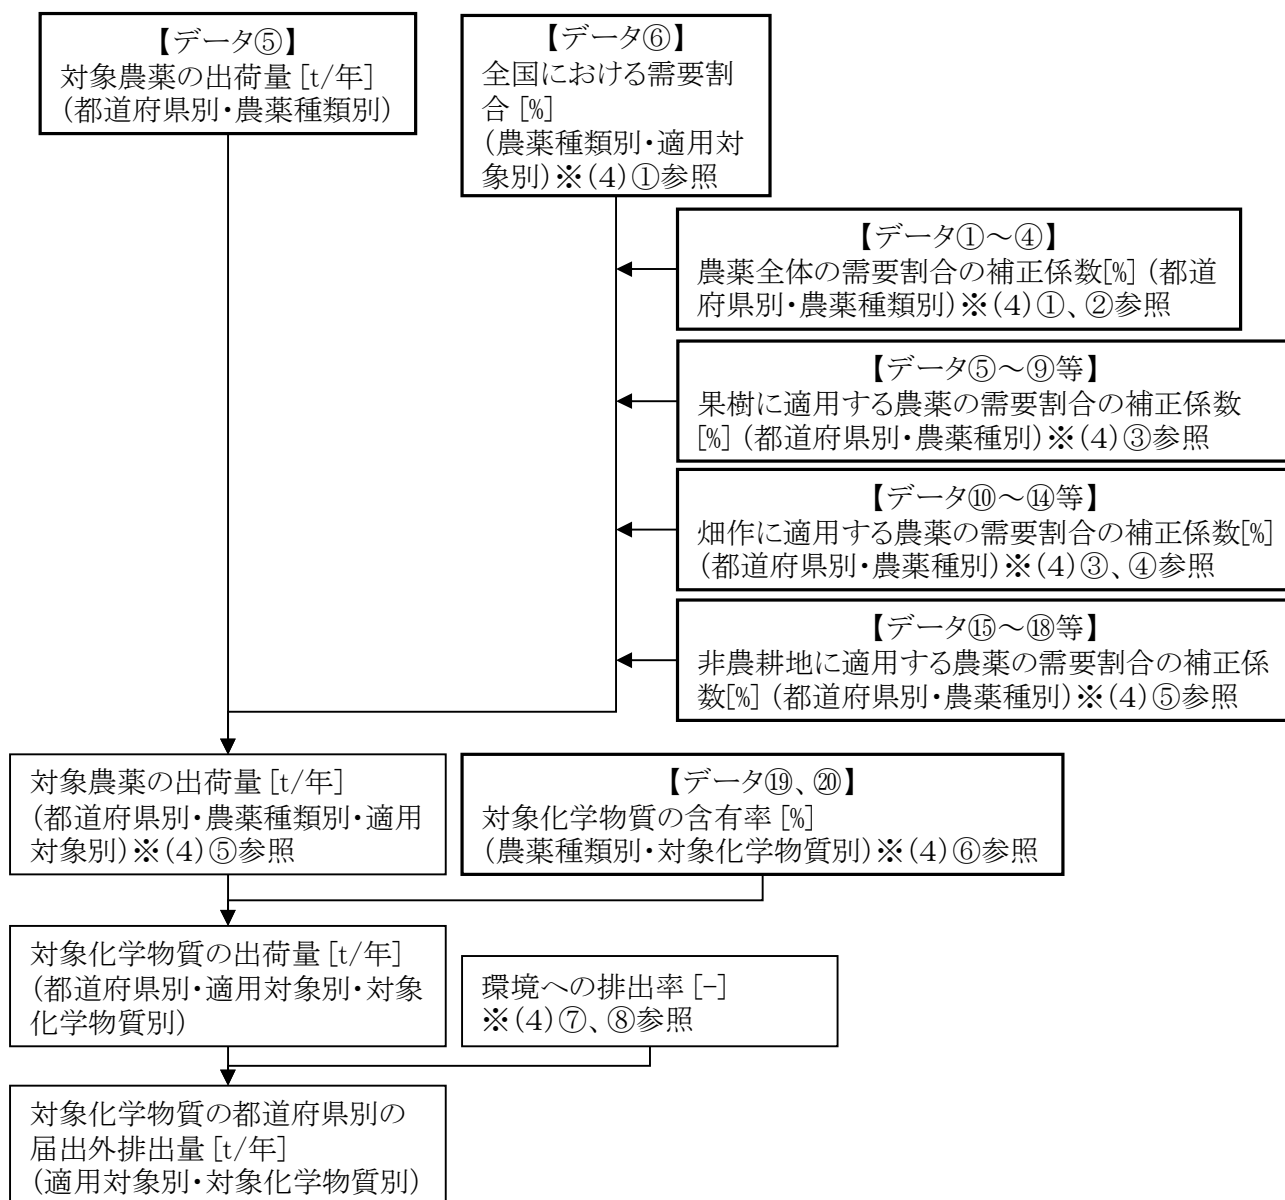 【データ⑤】
対象農薬の出荷量[t/年]
(都道府県別・農薬種類別)
【データ⑥】
全国における需要割
合[%]
(農薬種類別・適用対
象別)※(4)①参照
【データ①~④】
農薬全体の需要割合の補正係数[%](都道
府県別・農薬種類別)※(4)①、②参照
【データ⑤~⑨等】
果樹に適用する農薬の需要割合の補正係数
[%](都道府県別・農薬種別)※(4)③参照
【データ⑩~⑭等】
畑作に適用する農薬の需要割合の補正係数[%]
(都道府県別・農薬種別)※(4)③、④参照
【データ⑮~⑱等】
非農耕地に適用する農薬の需要割合の補正係
数[%](都道府県別・農薬種別)※(4)⑤参照
対象農薬の出荷量[t/年]
(都道府県別・農薬種類別・適用
対象別)※(4)⑤参照
【データ⑲、⑳】
対象化学物質の含有率[%]
(農薬種類別・対象化学物質別)※(4)⑥参照
対象化学物質の出荷量[t/年]
(都道府県別・適用対象別・対象
化学物質別)
環境への排出率[-]
※(4)⑦、⑧参照
対象化学物質の都道府県別の
届出外排出量[t/年]
(適用対象別・対象化学物質別)